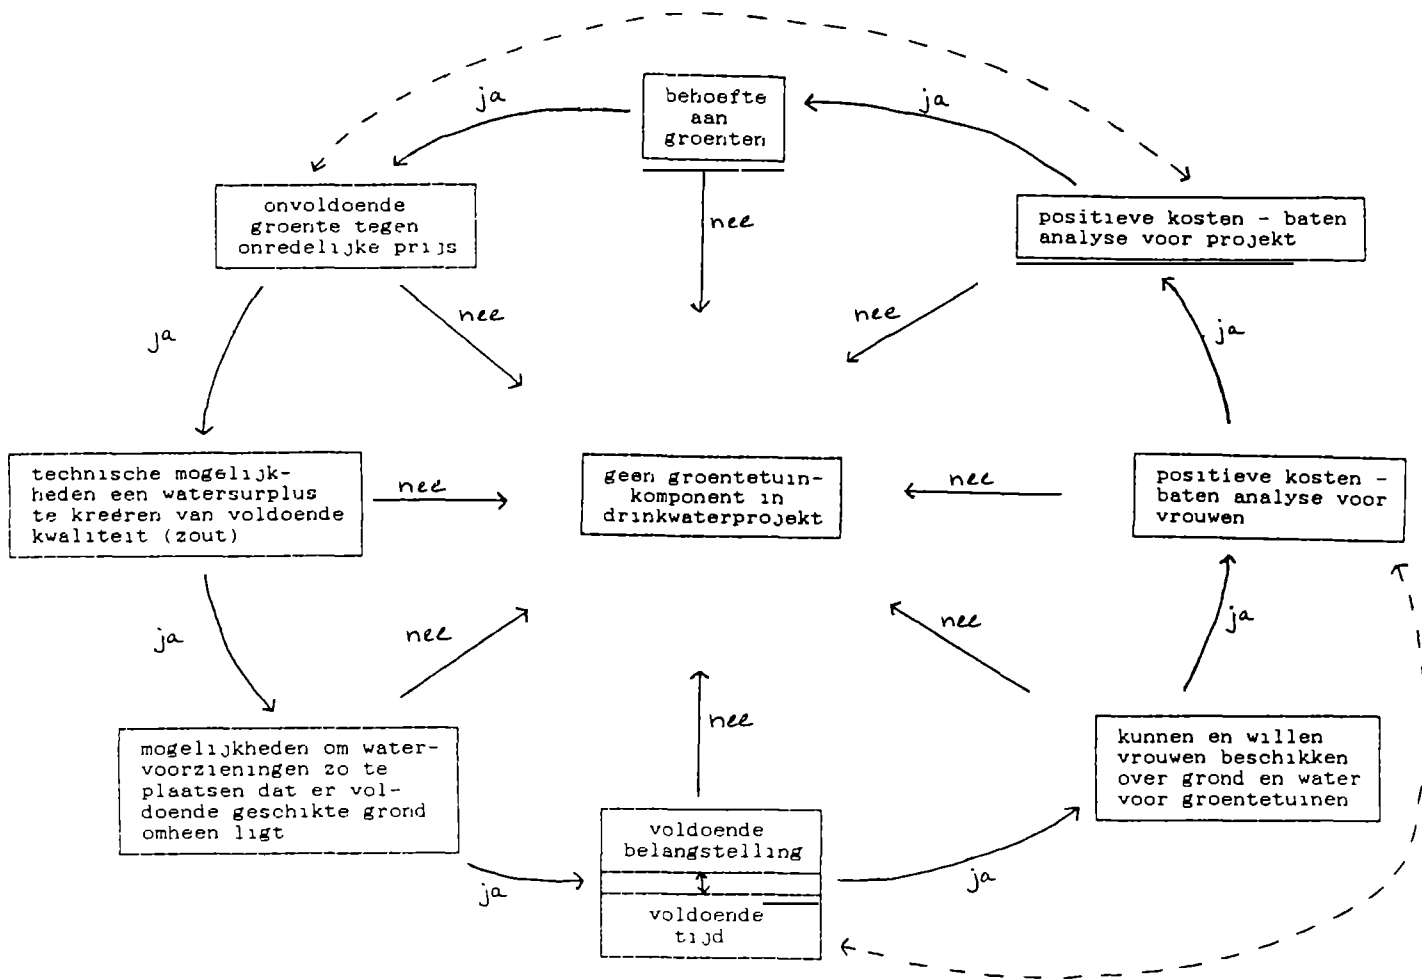 ja
behoefte
aan
groenten
ja
onvoldoende
groente tegen
onredelijke prijs
nee
positieve kosten - baten
analyse voor projekt
ja
nee
nee
ja
technische mogelijk-
heden een watersurplus
te kreëren van voldoende
kwaliteit (zout)
nee
geen groentetuin-
komponent in
drinkwaterprojekt
nee
positieve kosten -
baten analyse voor
vrouwen
ja
nee
nee
ja
mogelijkheden om water-
voorzieningen zo te
plaatsen dat er vol-
doende geschikte grond
omheen ligt
nee
kunnen en willen
vrouwen beschikken
over grond en water
voor groentetuinen
ja
voldoende
belangstelling
voldoende
tijd
ja